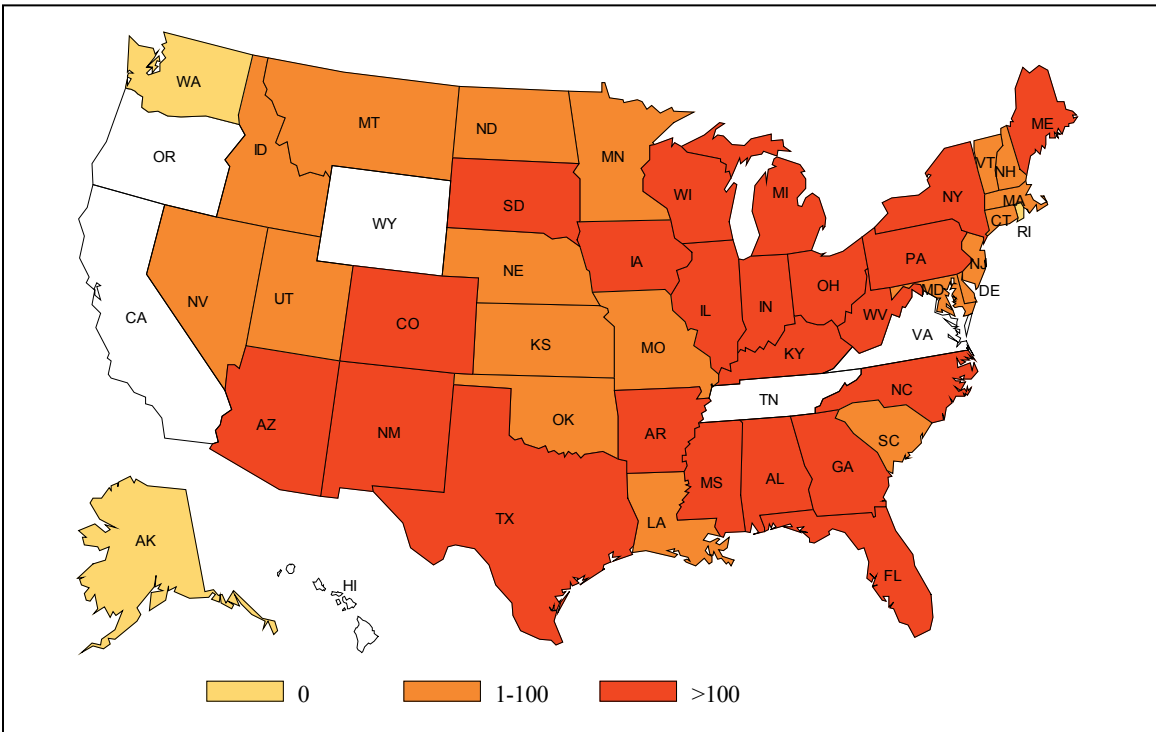 WA
MT
ND
ME
OR
ID
MN
VT
NH
WI
MI
NY
MA
CT
RI
SD
WY
IA
PA
NJ
NE
OH
MD
DE
NV
UT
IL
IN
WV
CA
CO
VA
KS
MO
KY
NC
TN
AZ
NM
OK
AR
SC
GA
MS
AL
TX
LA
AK
FL
HI
0
1-100
>100